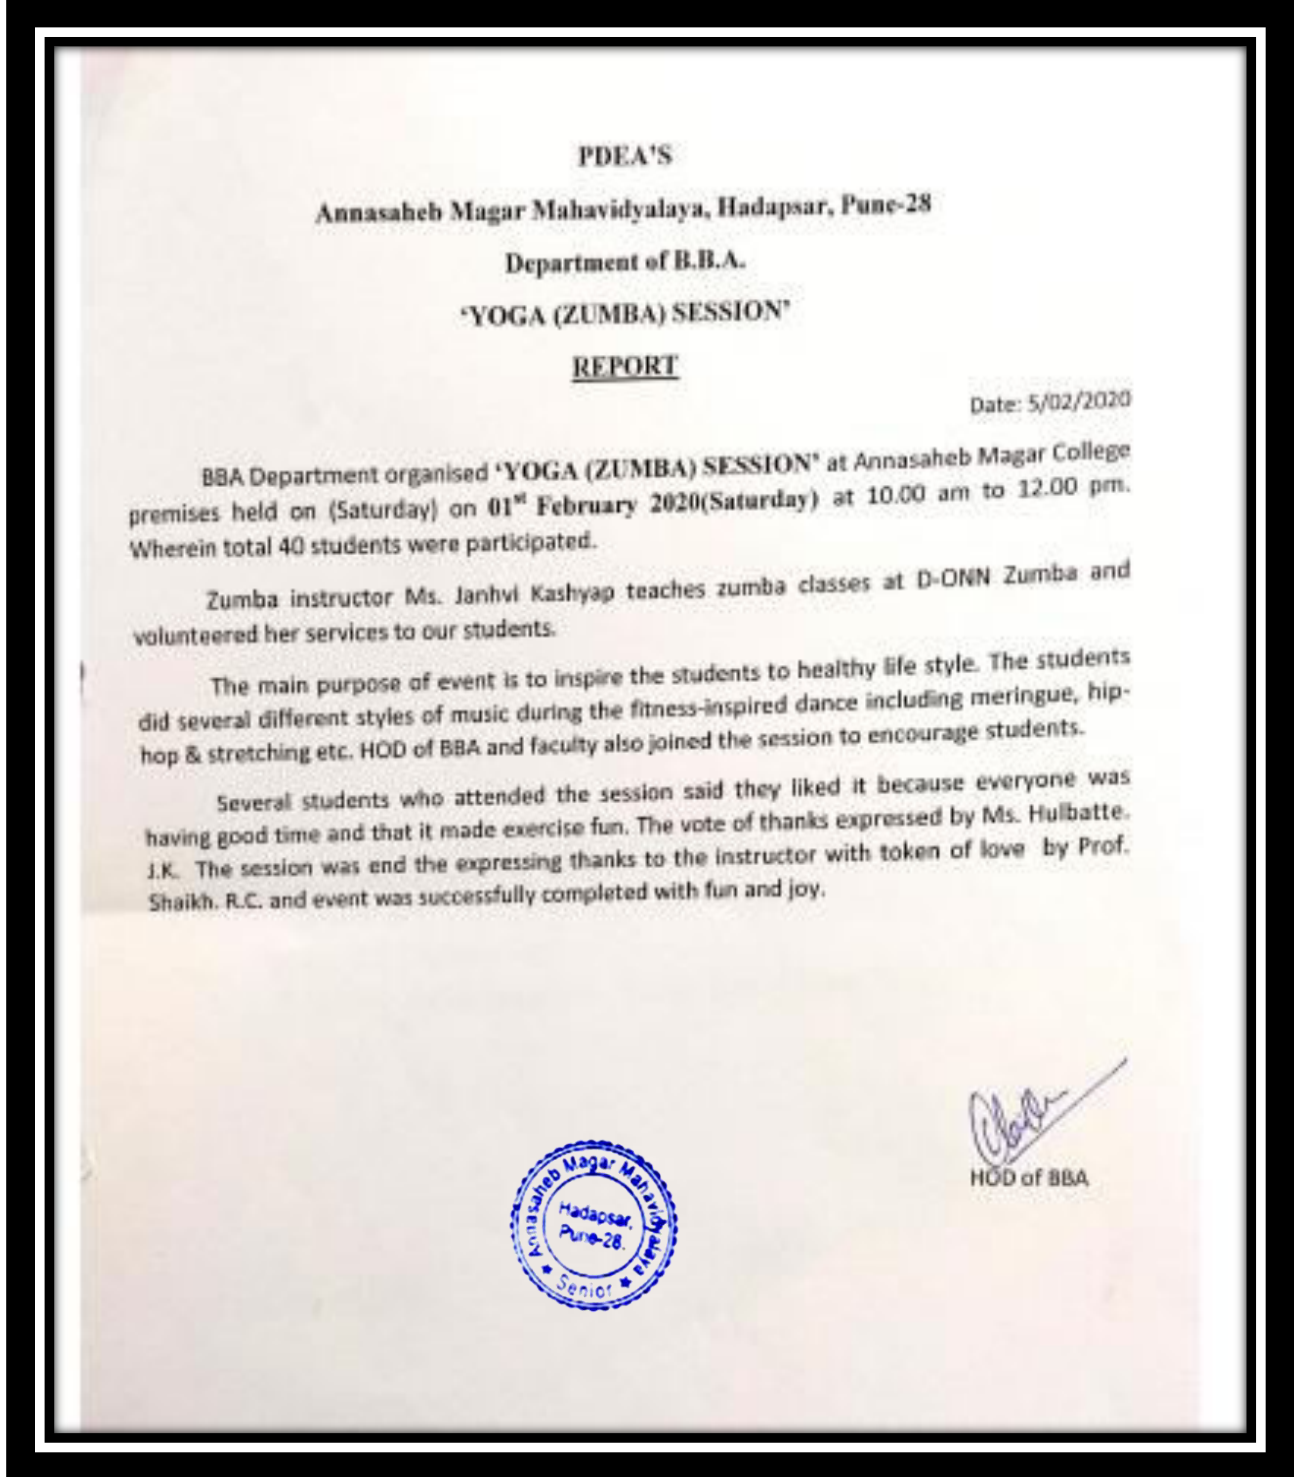 PDEA'S
Annasaheb Magar Mahavidyalaya, Hadapsar, Pune-28
Department of B.B.A.
‘YOGA (ZUMBA) SESSION’
REPORT
Date: 5/02/2020
BBA Department organised ‘YOGA (ZUMBA) SESSION’ at Annasaheb Magar College
premises held on (Saturday) on 01st February 2020(Saturday) at 10.00 am to 12.00 pm.
Wherein total 40 students were participated.
Zumba instructor Ms. Janhvi Kashyap teaches zumba classes at D-ONN Zumba and
volunteered her services to our students.
The main purpose of event is to inspire the students to healthy life style. The students
did several different styles of music during the fitness-inspired dance including meringue, hip-
hop & stretching etc. HOD of BBA and faculty also joined the session to encourage students.
Several students who attended the session said they liked it because everyone was
having good time and that it made exercise fun. The vote of thanks expressed by Ms. Hulbatte.
J.K. The session was end the expressing thanks to the instructor with token of love by Prof.
Shaikh. R.C. and event was successfully completed with fun and joy.
HOD of BBA
Annasaheb Magar Mahavidyalaya
Hadapsar,
Pune-28.
★ Senior ★